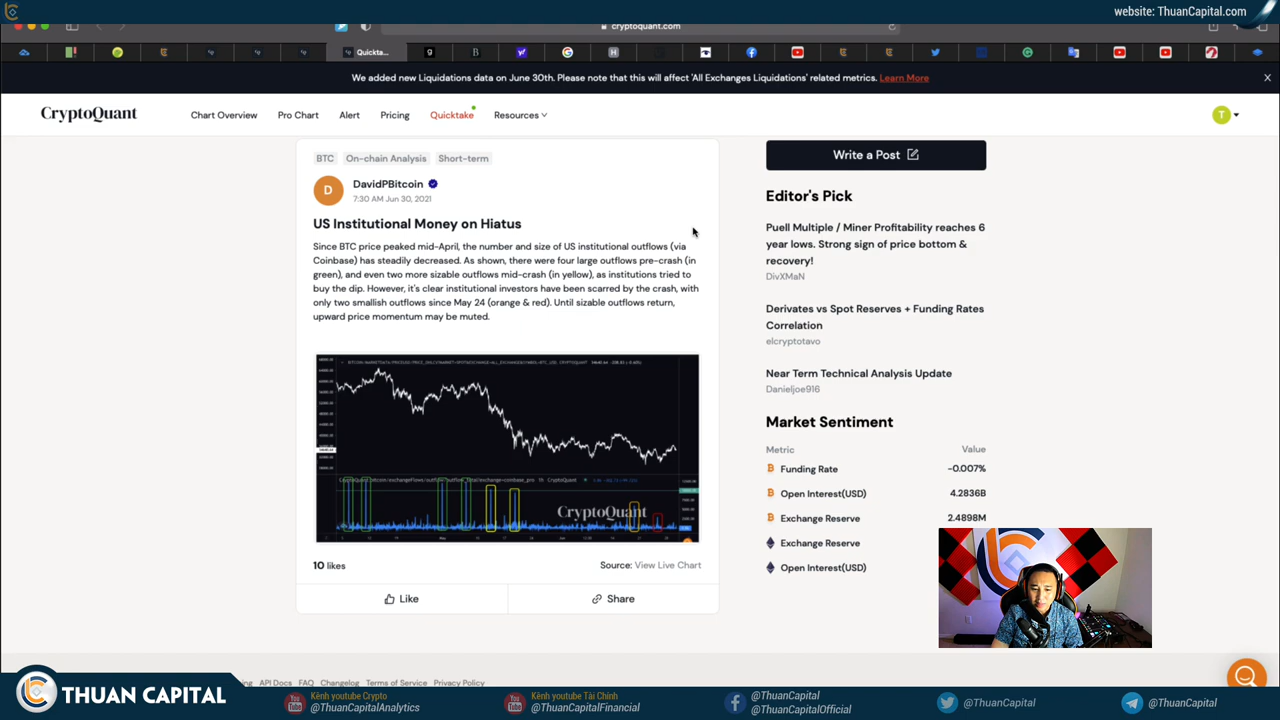 website: ThuanCapital.com
cryptoquant.com
Quickta...
We added new Liquidations data on June 30th. Please note that this will affect 'All Exchanges Liquidations' related metrics. Learn More
CryptoQuant
Chart Overview
Pro Chart
Alert
Pricing
Quicktake
Resources
T
BTC
On-chain Analysis
Short-term
D
DavidPBitcoin
7:30 AM Jun 30, 2021
US Institutional Money on Hiatus
Since BTC price peaked mid-April, the number and size of US institutional outflows (via
Coinbase) has steadily decreased. As shown, there were four large outflows pre-crash (in
green), and even two more sizable outflows mid-crash (in yellow), as institutions tried to
buy the dip. However, it's clear institutional investors have been scarred by the crash, with
only two smallish outflows since May 24 (orange & red). Until sizable outflows return,
upward price momentum may be muted.
CryptoQuant
10 likes
Source: View Live Chart
Like
Share
Write a Post
Editor's Pick
Puell Multiple / Miner Profitability reaches 6
year lows. Strong sign of price bottom &
recovery!
DivXMaN
Derivates vs Spot Reserves + Funding Rates
Correlation
elcryptotavo
Near Term Technical Analysis Update
Danieljoe916
Market Sentiment
Metric Value
Funding Rate -0.007%
Open Interest(USD) 4.2836B
Exchange Reserve 2.4898M
Exchange Reserve
Open Interest(USD)
API Docs FAQ Changelog Terms of Service Privacy Policy
THUAN CAPITAL
Kênh youtube Crypto
@ThuanCapitalAnalytics
Kênh youtube Tài Chính
@ThuanCapitalFinancial
@ThuanCapital
@ThuanCapitalOfficial
@ThuanCapital
@ThuanCapital